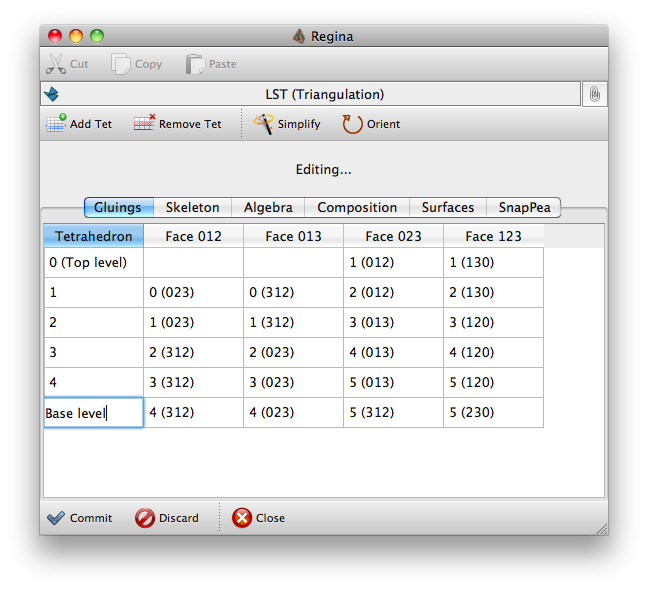 Regina
Cut Copy Paste
LST (Triangulation)
Add Tet Remove Tet Simplify Orient
Editing...
Gluings Skeleton Algebra Composition Surfaces SnapPea
Tetrahedron Face 012 Face 013 Face 023 Face 123
0 (Top level) 1 (012) 1 (130)
1 0 (023) 0 (312) 2 (012) 2 (130)
2 1 (023) 1 (312) 3 (013) 3 (120)
3 2 (312) 2 (023) 4 (013) 4 (120)
4 3 (312) 3 (023) 5 (013) 5 (120)
Base level 4 (312) 4 (023) 5 (312) 5 (230)
Commit Discard Close